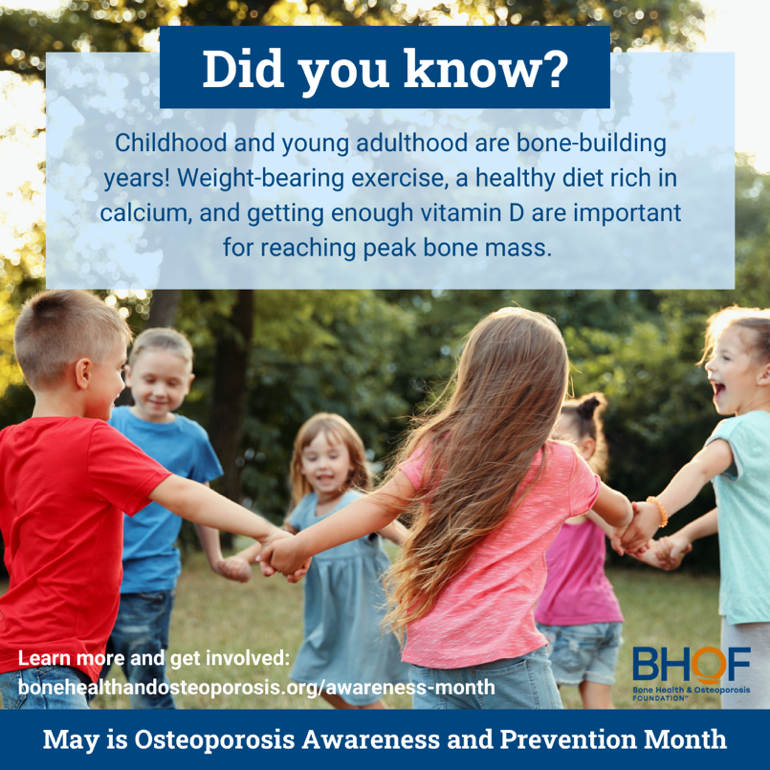 Did you know?
Childhood and young adulthood are bone-building
years! Weight-bearing exercise, a healthy diet rich in
calcium, and getting enough vitamin D are important
for reaching peak bone mass.
Learn more and get involved:
bonehealthandosteoporosis.org/awareness-month
BHOF
Bone Health & Osteoporosis
FOUNDATION™
May is Osteoporosis Awareness and Prevention Month